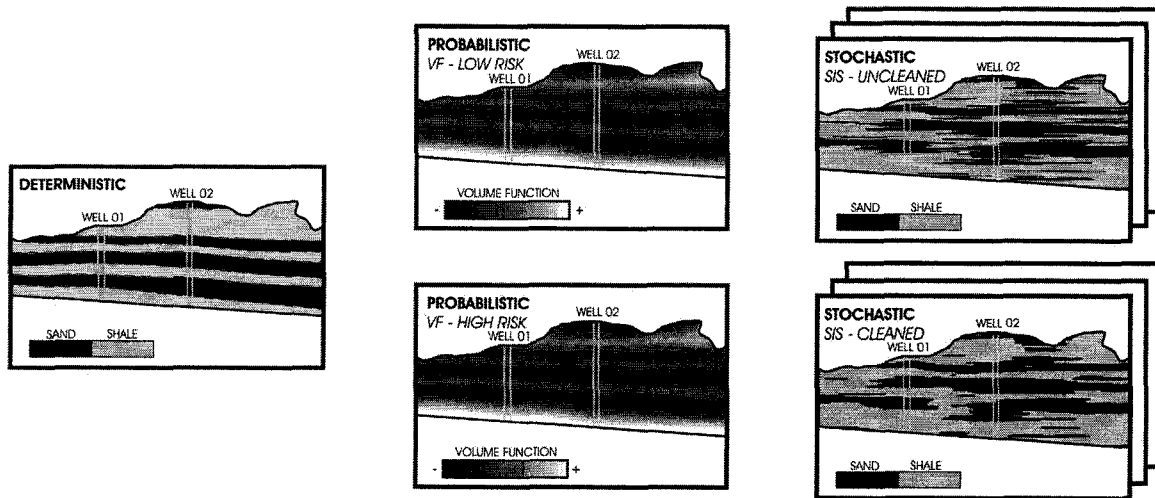 DETERMINISTIC
WELL 02
WELL 01
SAND SHALE
PROBABILISTIC
VF - LOW RISK
WELL 02
WELL 01
VOLUME FUNCTION
- +
PROBABILISTIC
VF - HIGH RISK
WELL 02
WELL 01
VOLUME FUNCTION
- +
STOCHASTIC
WELL 02
SIS - UNCLEANED
WELL 01
SAND SHALE
STOCHASTIC
WELL 02
SIS - CLEANED
WELL 01
SAND SHALE